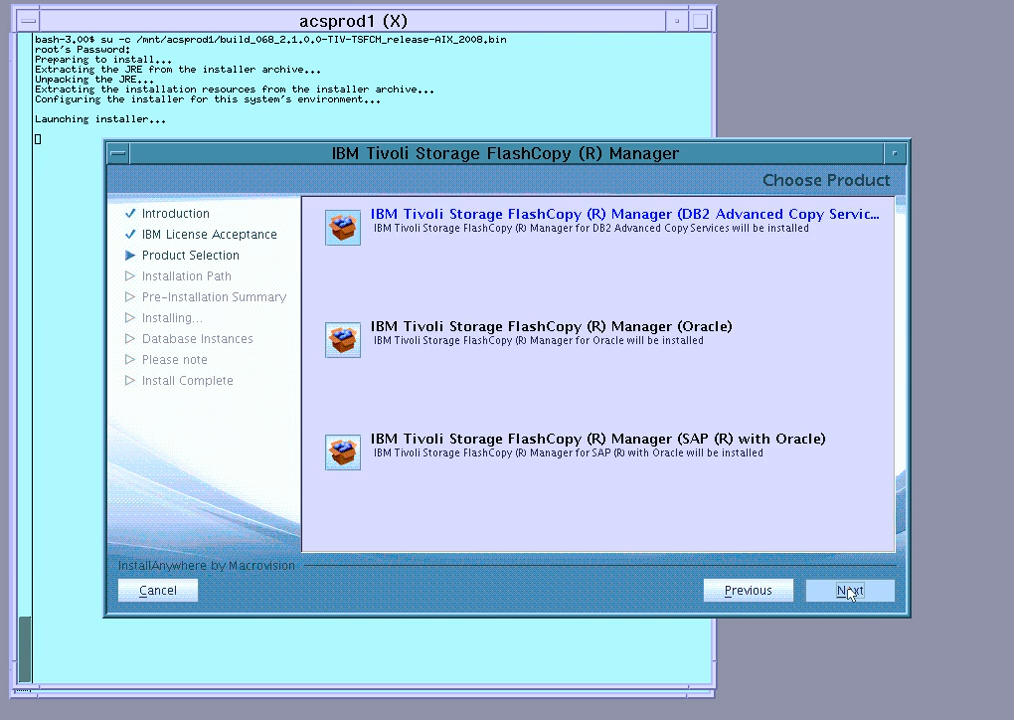 acsprod1 (X)
bash-3.00$ su -c /mnt/acsprod1/build_068_2.1.0.0-TIV-TSFCM_release-AIX_2008.bin
root's Password:
Preparing to install...
Extracting the JRE from the installer archive...
Unpacking the JRE...
Extracting the installation resources from the installer archive...
Configuring the installer for this system's environment...
Launching installer...
IBM Tivoli Storage FlashCopy (R) Manager
Choose Product
Introduction
IBM License Acceptance
Product Selection
Installation Path
Pre-Installation Summary
Installing...
Database Instances
Please note
Install Complete
IBM Tivoli Storage FlashCopy (R) Manager (DB2 Advanced Copy Servic...
IBM Tivoli Storage FlashCopy (R) Manager for DB2 Advanced Copy Services will be installed
IBM Tivoli Storage FlashCopy (R) Manager (Oracle)
IBM Tivoli Storage FlashCopy (R) Manager for Oracle will be installed
IBM Tivoli Storage FlashCopy (R) Manager (SAP (R) with Oracle)
IBM Tivoli Storage FlashCopy (R) Manager for SAP (R) with Oracle will be installed
InstallAnywhere by Macrovision
Cancel
Previous
Next